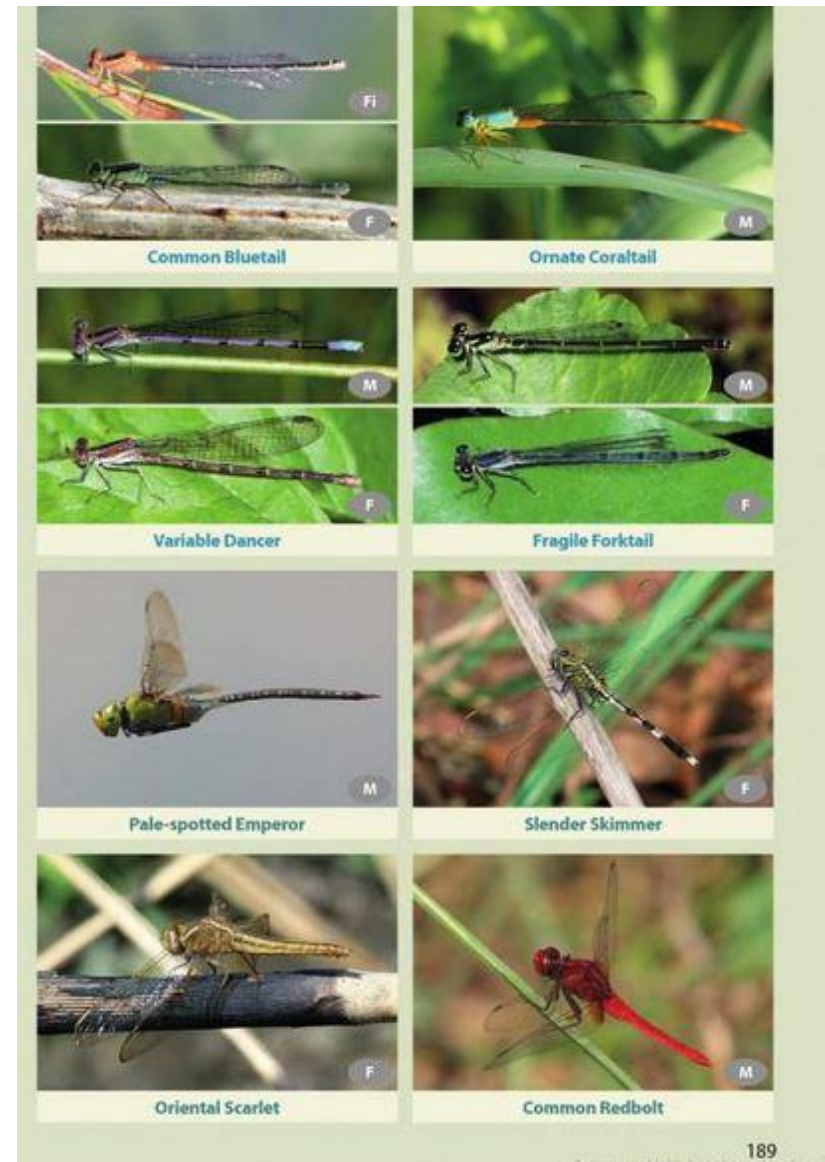 Fi
F
Common Bluetail
M
Ornate Coraltail
M
F
Variable Dancer
M
F
Fragile Forktail
M
Pale-spotted Emperor
F
Slender Skimmer
F
Oriental Scarlet
M
Common Redbolt
189